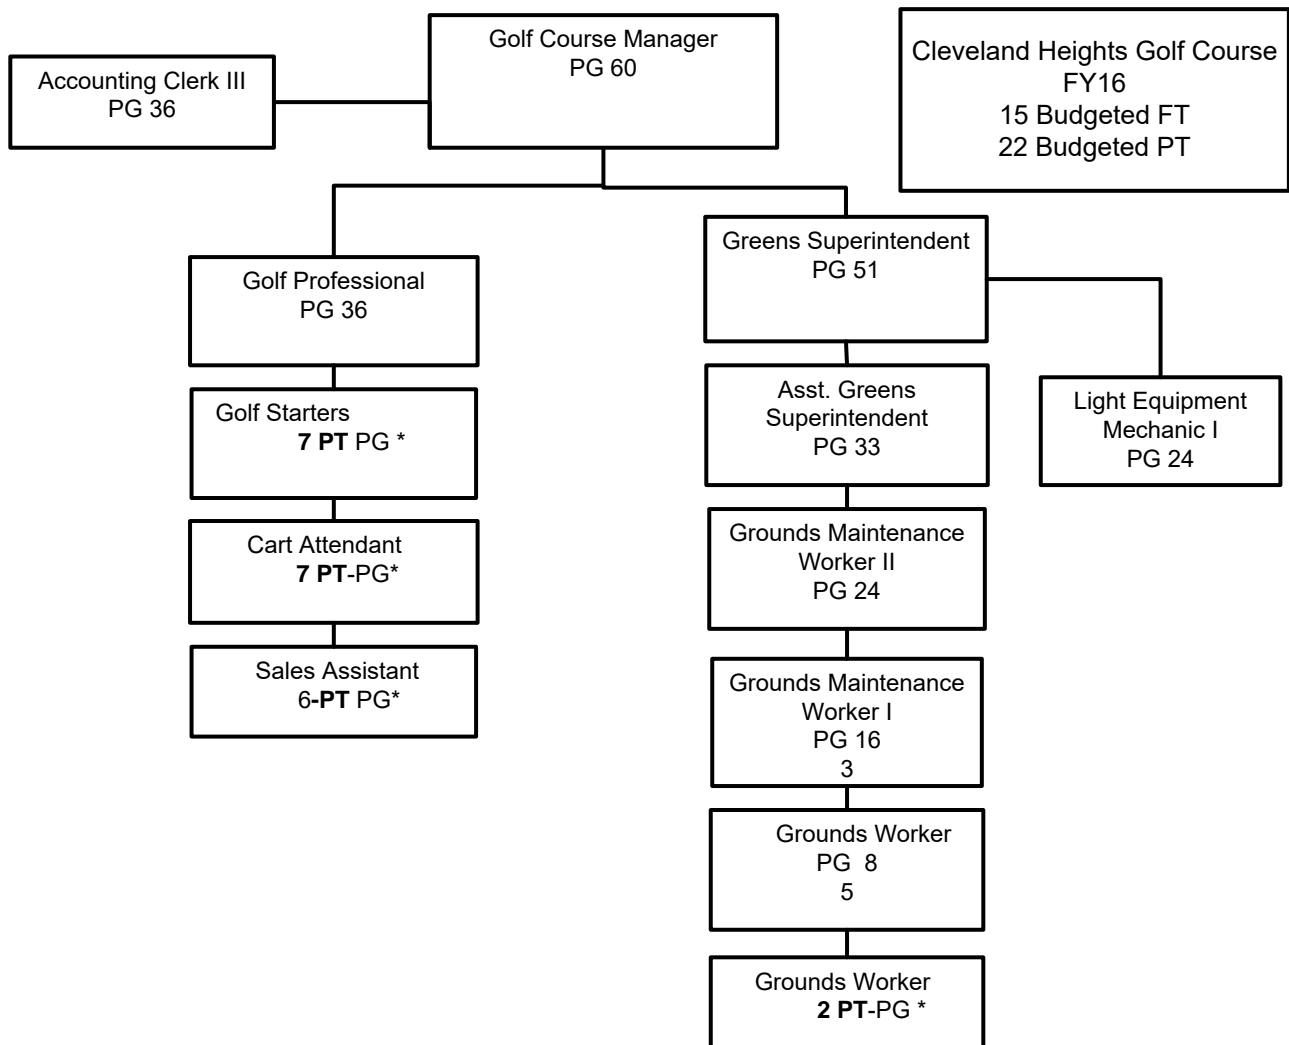 Golf Course Manager
PG 60
Accounting Clerk III
PG 36
Cleveland Heights Golf Course
FY16
15 Budgeted FT
22 Budgeted PT
Golf Professional
PG 36
Golf Starters
7 PT PG *
Cart Attendant
7 PT-PG*
Sales Assistant
6-PT PG*
Greens Superintendent
PG 51
Asst. Greens
Superintendent
PG 33
Light Equipment
Mechanic I
PG 24
Grounds Maintenance
Worker II
PG 24
Grounds Maintenance
Worker I
PG 16
3
Grounds Worker
PG  8
5
Grounds Worker
2 PT-PG *